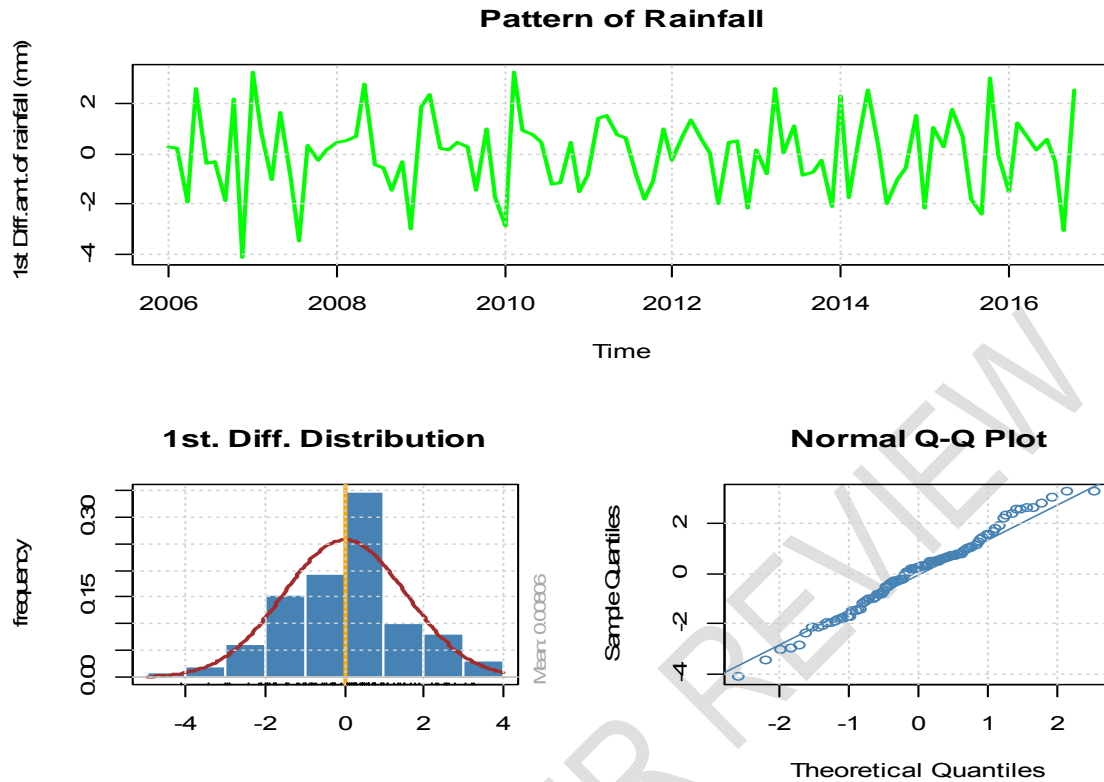 Pattern of Rainfall
1st Diff.amt.of rainfall (mm)
2
0
2
4
2006 2008 2010 2012 2014 2016
Time
1st. Diff. Distribution
frequency
0.30
0.15
0.00
-4 -2 0 2 4
Mean: 0.00806
Normal Q-Q Plot
Sample Quantiles
2
0
-2
-4
-2 -1 0 1 2
Theoretical Quantiles
ER REVIEW